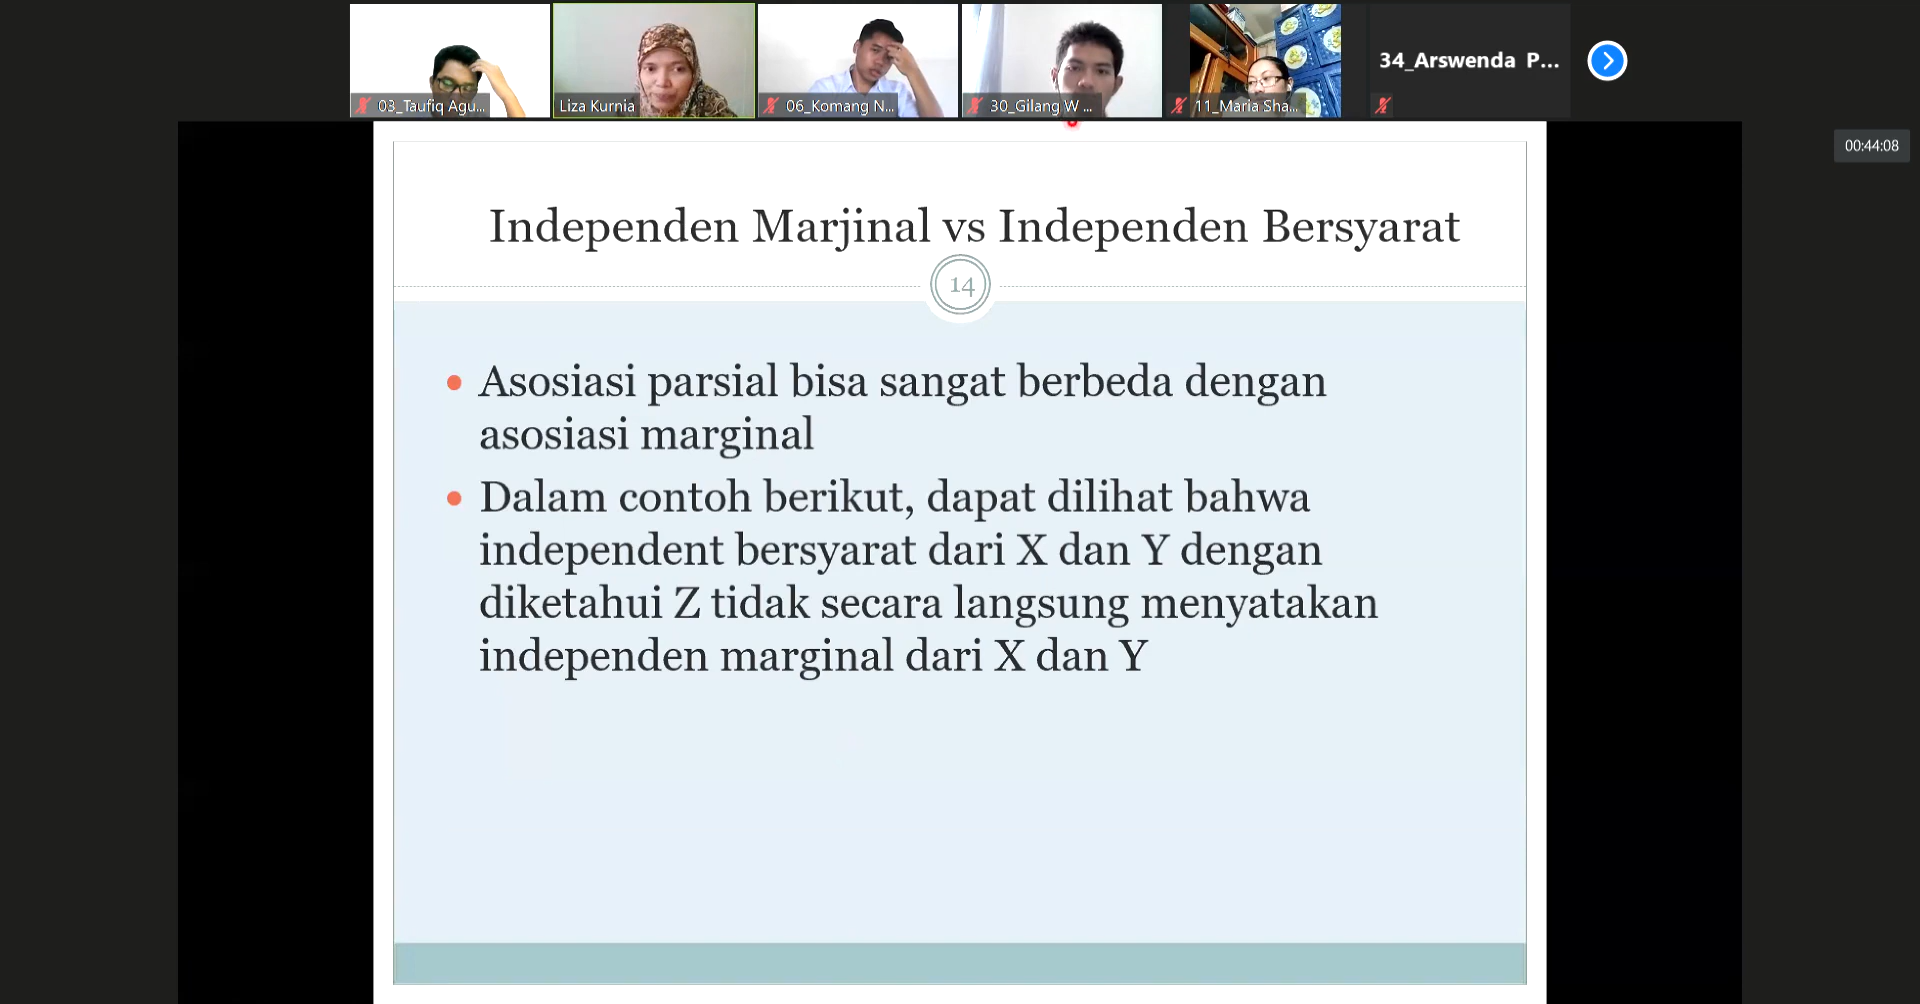 03_Taufiq Agu...
Liza Kurnia
06_Komang N...
30_Gilang W ...
11_Maria Sha...
34_Arswenda P...
00:44:08
Independen Marjinal vs Independen Bersyarat
14
Asosiasi parsial bisa sangat berbeda dengan
asosiasi marginal
Dalam contoh berikut, dapat dilihat bahwa
independent bersyarat dari X dan Y dengan
diketahui Z tidak secara langsung menyatakan
independen marginal dari X dan Y